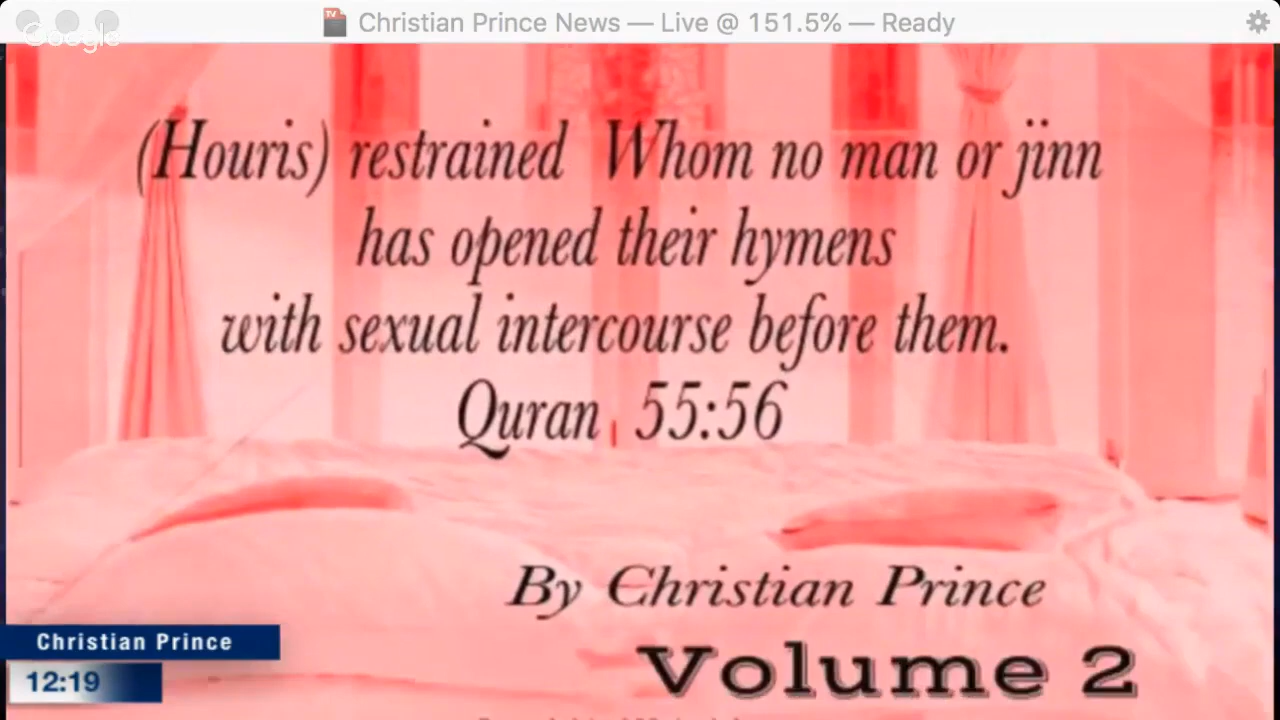 Christian Prince News — Live @ 151.5% — Ready
Google
(Houris) restrained Whom no man or jinn
has opened their hymens
with sexual intercourse before them.
Quran 55:56
By Christian Prince
Volume 2
Christian Prince
12:19